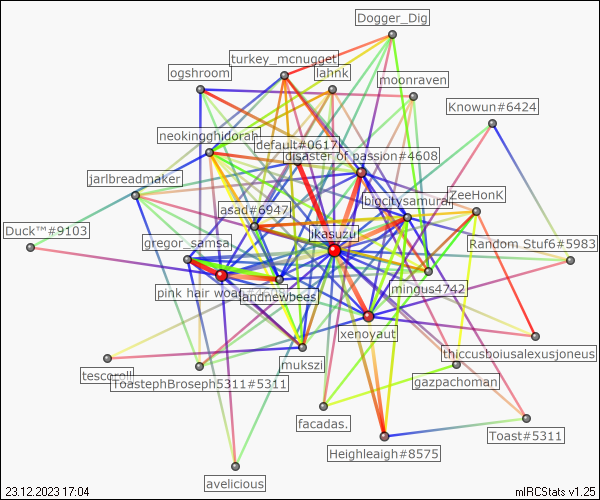 Dogger_Dig
turkey_mcnugget
ogshroom
lahnk
moonraven
Knowun#6424
neokingghidorah
default#0617
disaster of passion#4608
jarlbreadmaker
bigcitysamurai
ZeeHonK
asad#6947
Duck™#9103
ikasuzu
gregor_samsa
Random Stuf6#5983
pink hair woah
landnewbees
mingus4742
xenoyaut
mukszi
thiccusboiusalexusjoneus
tescoroll
ToastephBroseph5311#5311
gazpachoman
facadas.
Toast#5311
Heighleigh#8575
avelicious
23.12.2023 17:04
mIRCStats v1.25